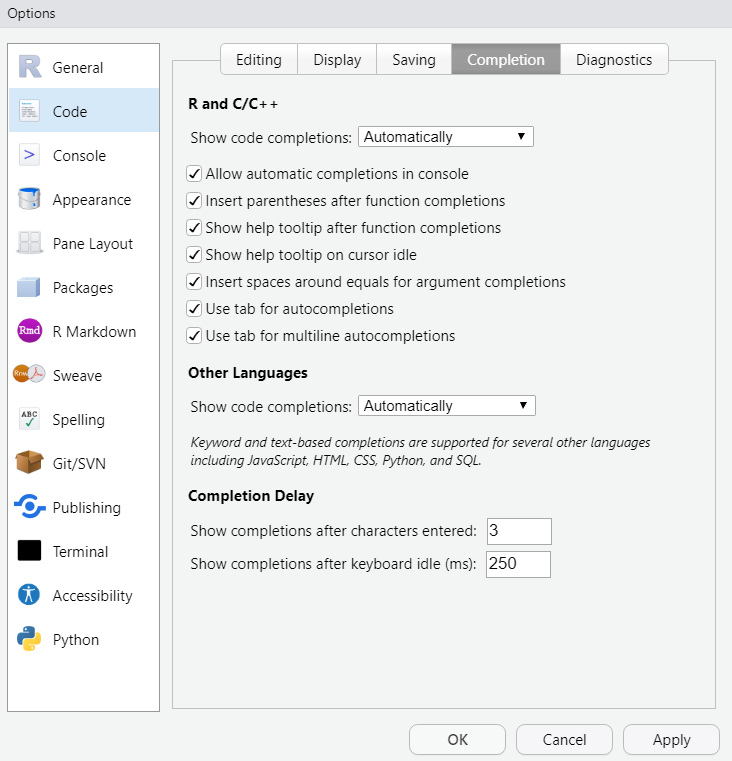 Options
General
Code
Console
Appearance
Pane Layout
Packages
Rmd R Markdown
Sweave
ABC Spelling
Git/SVN
Publishing
Terminal
Accessibility
Python
Editing Display Saving Completion Diagnostics
R and C/C++
Show code completions: Automatically
Allow automatic completions in console
Insert parentheses after function completions
Show help tooltip after function completions
Show help tooltip on cursor idle
Insert spaces around equals for argument completions
Use tab for autocompletions
Use tab for multiline autocompletions
Other Languages
Show code completions: Automatically
Keyword and text-based completions are supported for several other languages
including JavaScript, HTML, CSS, Python, and SQL.
Completion Delay
Show completions after characters entered: 3
Show completions after keyboard idle (ms): 250
OK Cancel Apply